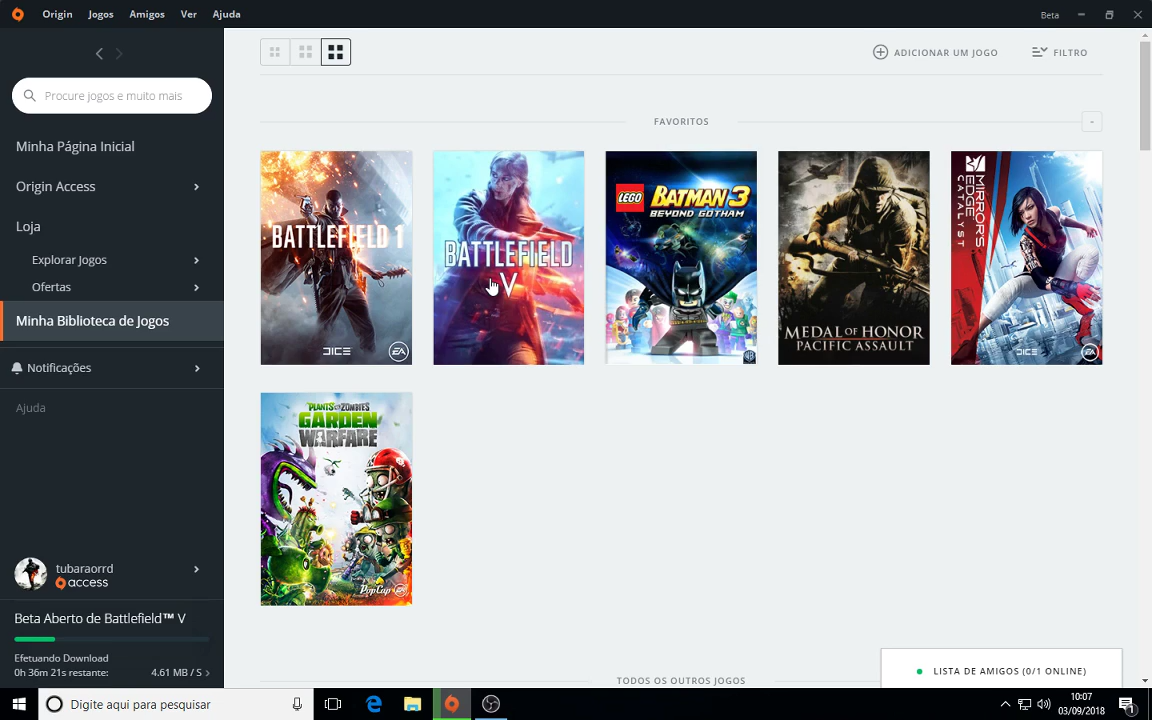 Origin Jogos Amigos Ver Ajuda Beta
Procure jogos e muito mais
Minha Página Inicial
Origin Access
Loja
Explorar Jogos
Ofertas
Minha Biblioteca de Jogos
Notificações
Ajuda
tubaraorrd
access
Beta Aberto de Battlefield™ V
Efetuando Download
0h 36m 21s restante: 4.61 MB / S
ADICIONAR UM JOGO FILTRO
FAVORITOS
BATTLEFIELD 1
DICE EA
BATTLEFIELD
V
LEGO BATMAN 3
BEYOND GOTHAM
MEDAL OF HONOR
PACIFIC ASSAULT
MIRROR'S
EDGE
CATALYST
DICE EA
PLANTS vs. ZOMBIES
GARDEN
WARFARE
PopCap EA
TODOS OS OUTROS JOGOS
LISTA DE AMIGOS (0/1 ONLINE)
Digite aqui para pesquisar
10:07
03/09/2018
1